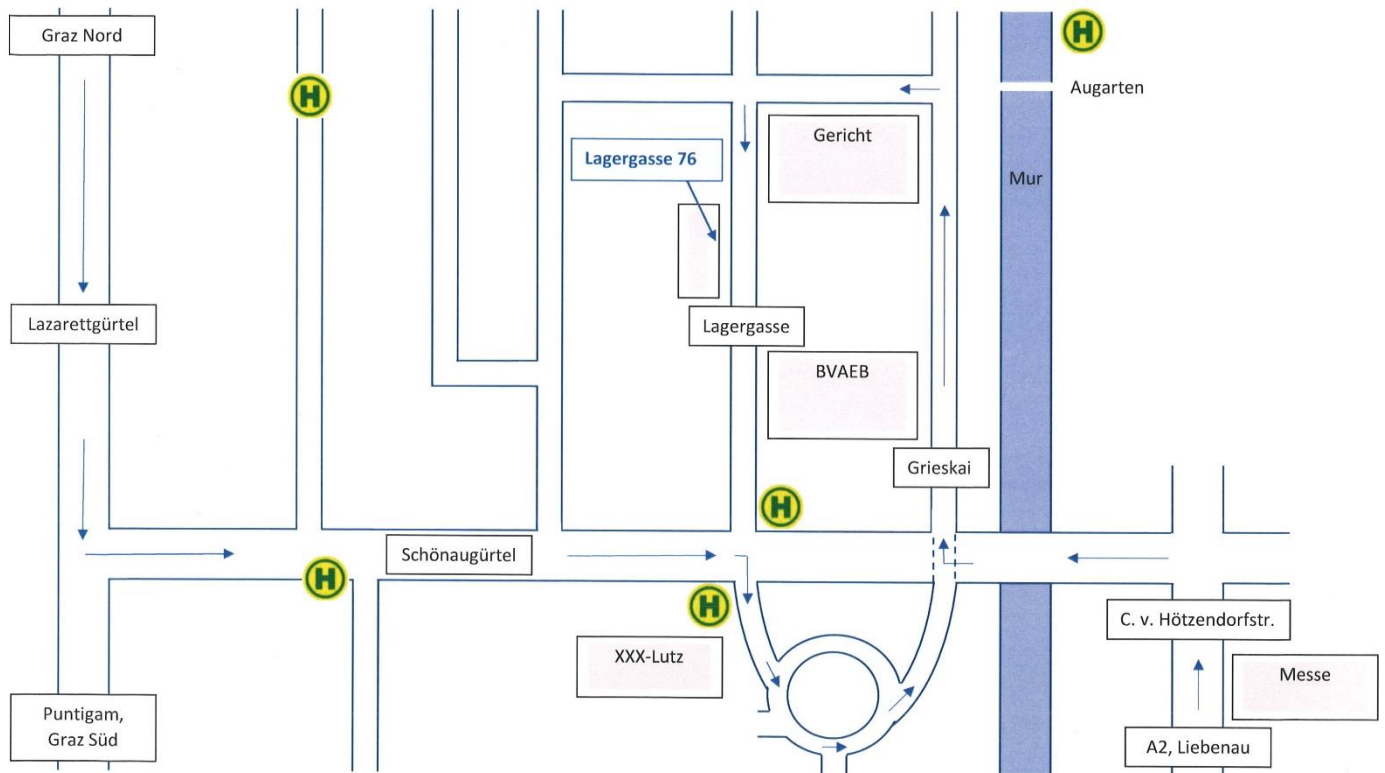 Graz Nord
H
H
Augarten
Gericht
Lagergasse 76
Mur
Lazarettgürtel
Lagergasse
BVAEB
Grieskai
H
Schönaugürtel
H
H
C. v. Hötzendorfstr.
XXX-Lutz
Messe
Puntigam,
Graz Süd
A2, Liebenau